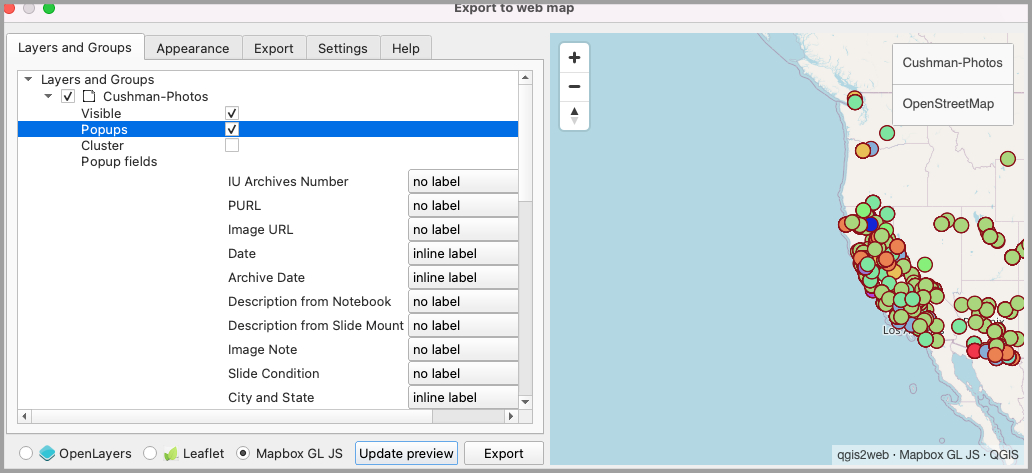 Export to web map
Layers and Groups
Appearance
Export
Settings
Help
Layers and Groups
Cushman-Photos
Visible
Popups
Cluster
Popup fields
IU Archives Number no label
PURL no label
Image URL no label
Date inline label
Archive Date inline label
Description from Notebook no label
Description from Slide Mount no label
Image Note no label
Slide Condition no label
City and State inline label
OpenLayers
Leaflet
Mapbox GL JS
Update preview
Export
+
−
Cushman-Photos
OpenStreetMap
qgis2web · Mapbox GL JS · QGIS